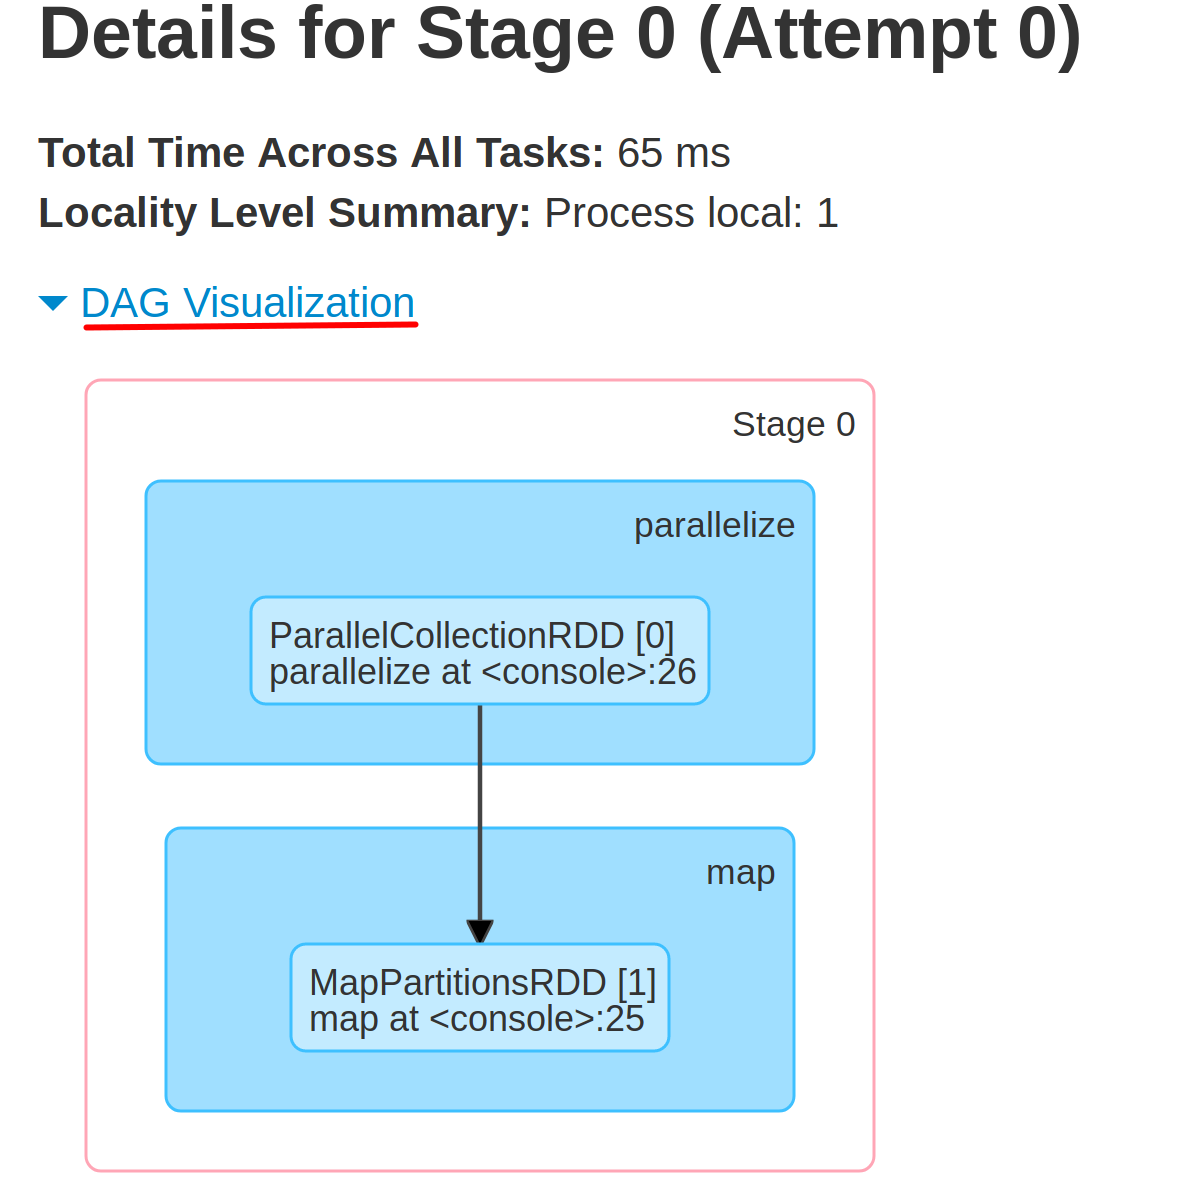 Details for Stage 0 (Attempt 0)
Total Time Across All Tasks: 65 ms
Locality Level Summary: Process local: 1
DAG Visualization
Stage 0
parallelize
ParallelCollectionRDD [0]
parallelize at <console>:26
map
MapPartitionsRDD [1]
map at <console>:25